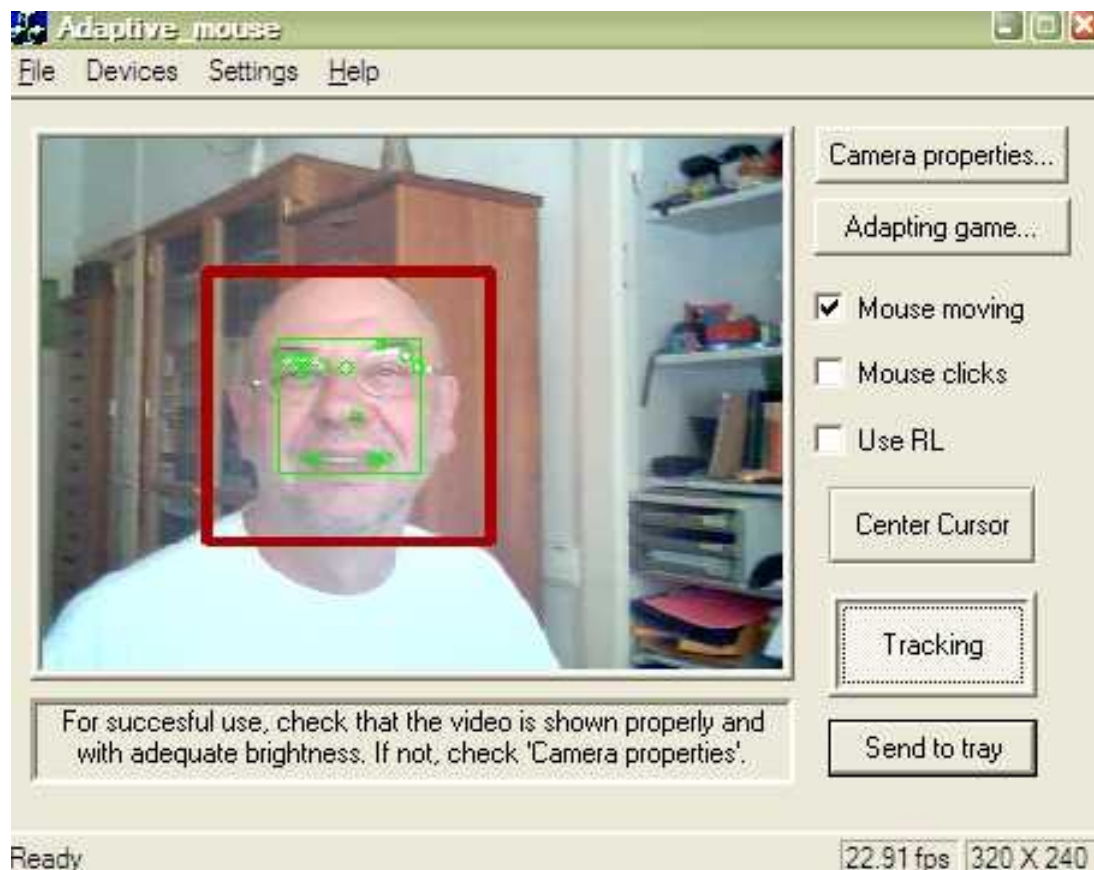 Adaptive_mouse
File Devices Settings Help
Camera properties...
Adapting game...
Mouse moving
Mouse clicks
Use RL
Center Cursor
Tracking
Send to tray
For succesful use, check that the video is shown properly and
with adequate brightness. If not, check 'Camera properties'.
Ready 22.91 fps 320 X 240